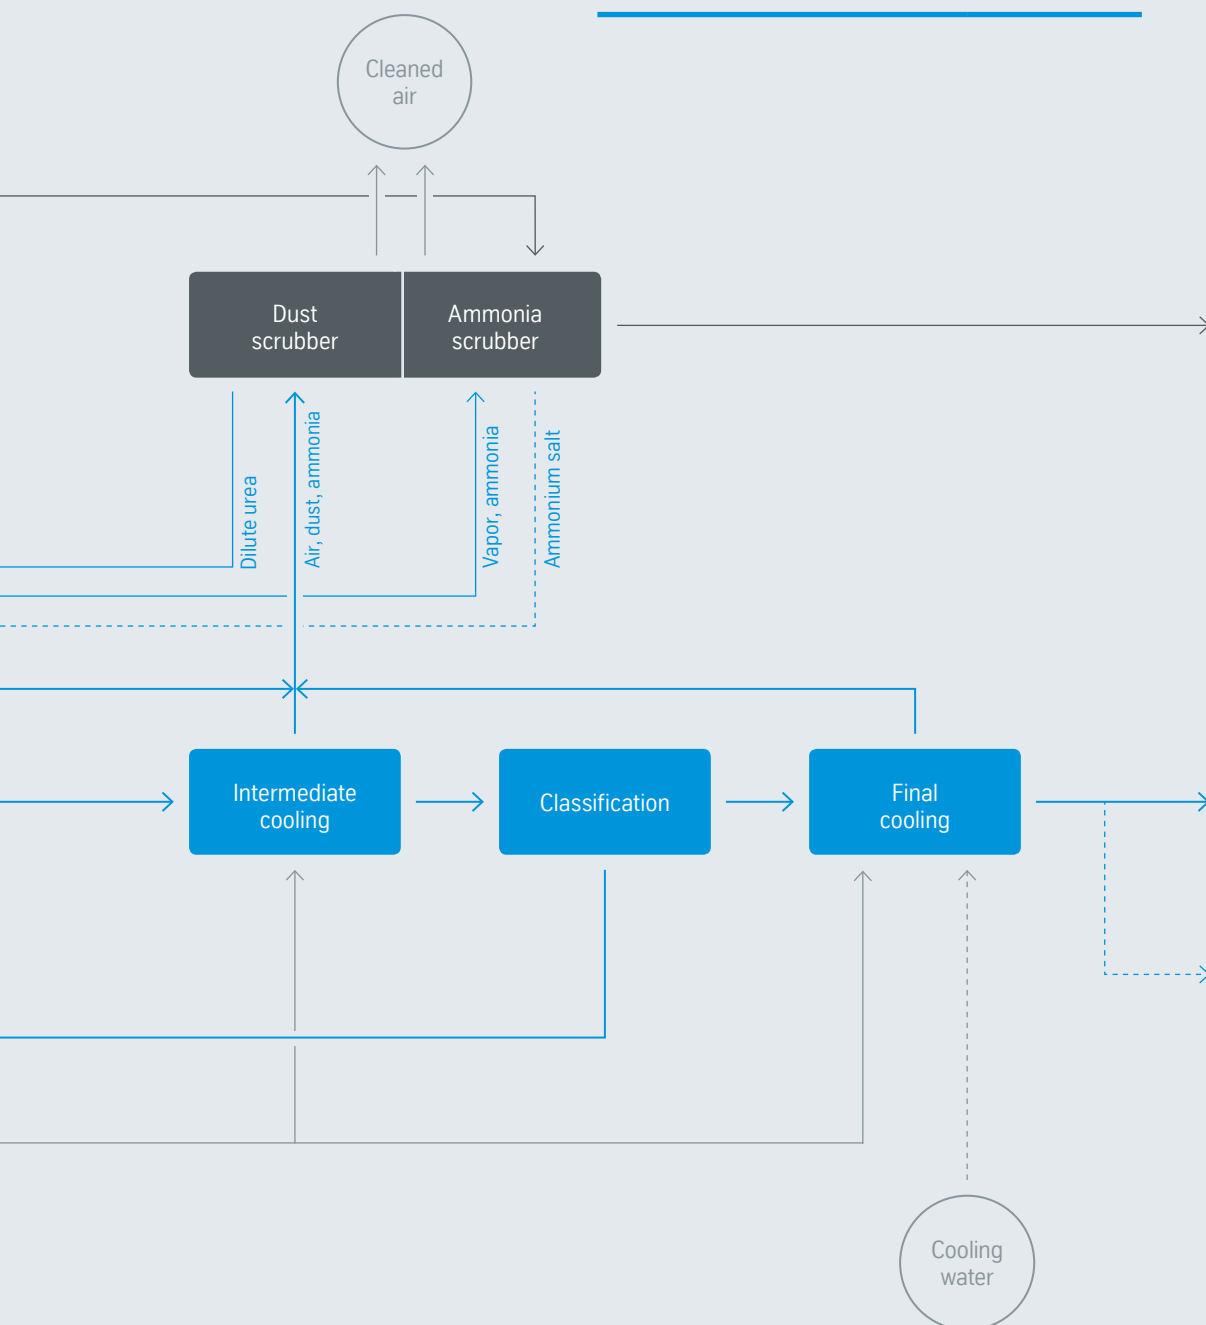 Cleaned
air
Dust
scrubber
Ammonia
scrubber
Dilute urea
Air, dust, ammonia
Vapor, ammonia
Ammonium salt
Intermediate
cooling
Classification
Final
cooling
Cooling
water